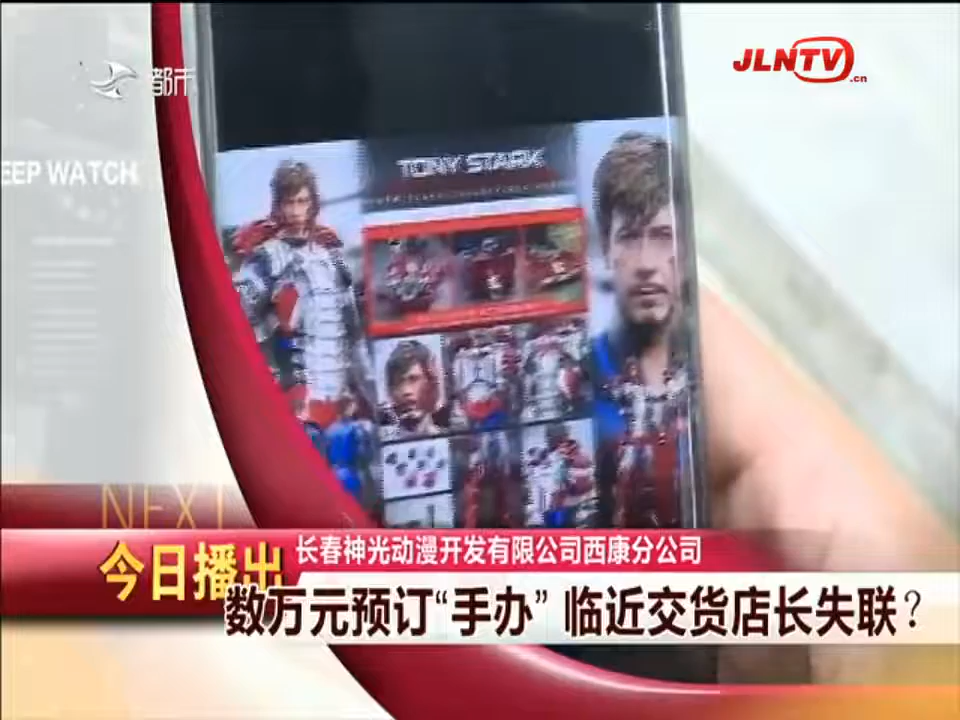 都市
JLNTV
.cn
EEP WATCH
TONY STARK
NEXT
今日播出
长春神光动漫开发有限公司西康分公司
数万元预订“手办” 临近交货店长失联？